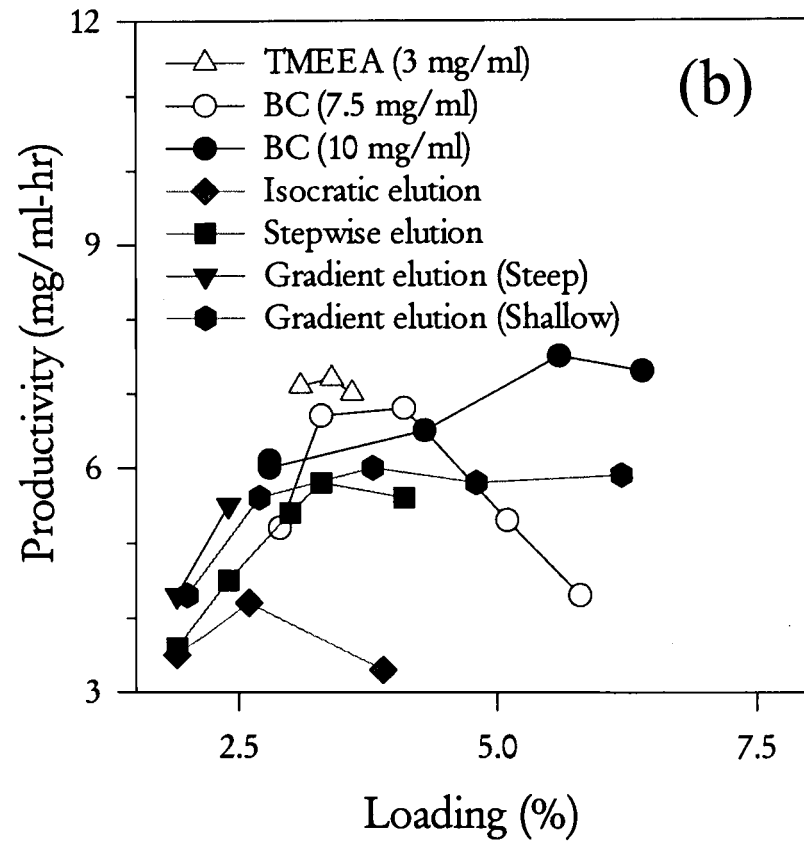 12
TMEEA (3 mg/ml)
(b)
BC (7.5 mg/ml)
BC (10 mg/ml)
Isocratic elution
9
Stepwise elution
Gradient elution (Steep)
Gradient elution (Shallow)
Productivity (mg/ml-hr)
6
3
2.5 5.0 7.5
Loading (%)